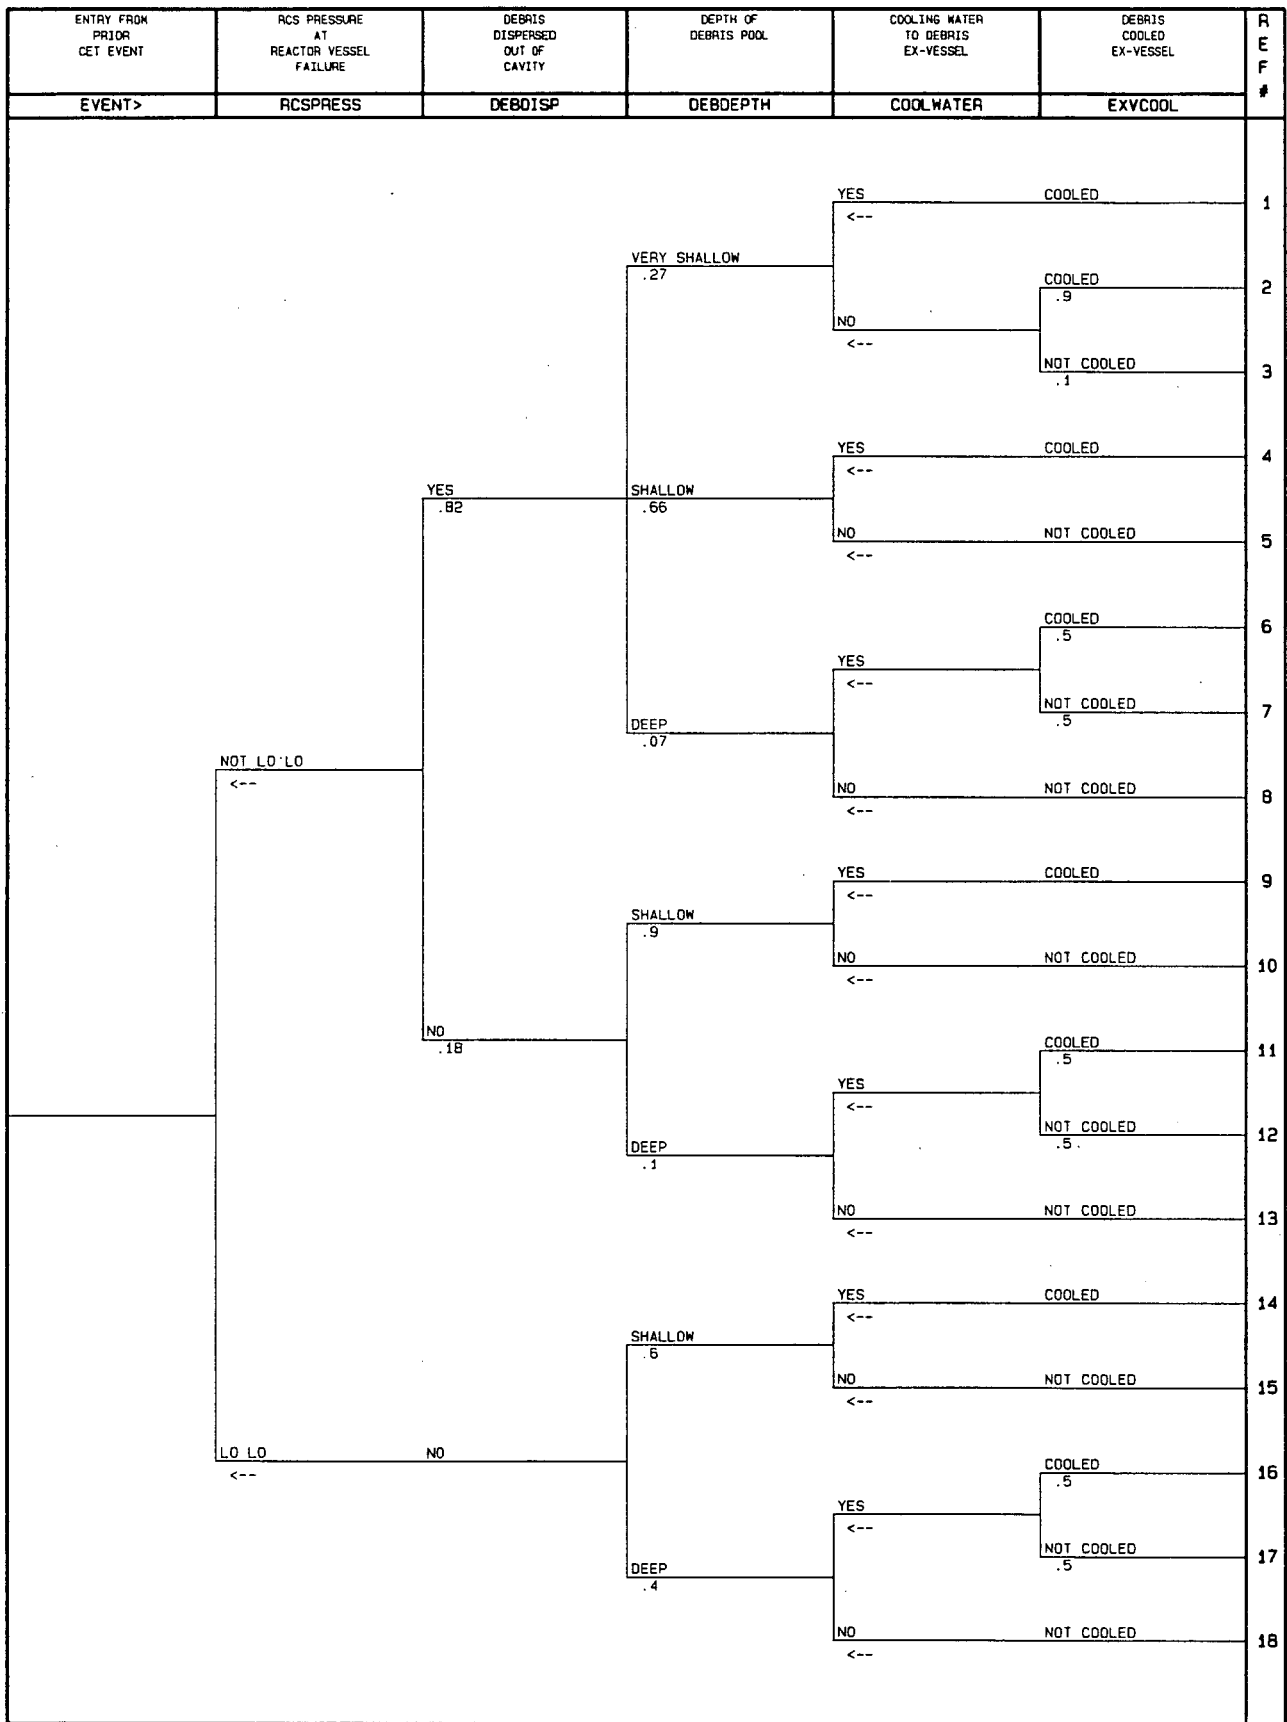 ENTRY FROM
PRIOR
CET EVENT
RCS PRESSURE
AT
REACTOR VESSEL
FAILURE
DEBRIS
DISPERSED
OUT OF
CAVITY
DEPTH OF
DEBRIS POOL
COOLING WATER
TO DEBRIS
EX-VESSEL
DEBRIS
COOLED
EX-VESSEL
R
E
F
#
EVENT> RCSPRESS DEBDISP DEBDEPTH COOLWATER EXVCOOL
YES COOLED 1
<--
VERY SHALLOW
.27
COOLED 2
.9
NO
<--
NOT COOLED 3
.1
YES COOLED 4
<--
YES SHALLOW
.82 .66
NO NOT COOLED 5
<--
COOLED 6
.5
YES
<--
NOT COOLED 7
.5
DEEP
.07
NOT LO LO
<--
NO NOT COOLED 8
<--
YES COOLED 9
<--
SHALLOW
.9
NO NOT COOLED 10
<--
NO
.18
COOLED 11
.5
YES
<--
NOT COOLED 12
.5
DEEP
.1
NO NOT COOLED 13
<--
YES COOLED 14
<--
SHALLOW
.6
NO NOT COOLED 15
<--
LO LO NO
<--
COOLED 16
.5
YES
<--
NOT COOLED 17
.5
DEEP
.4
NO NOT COOLED 18
<--